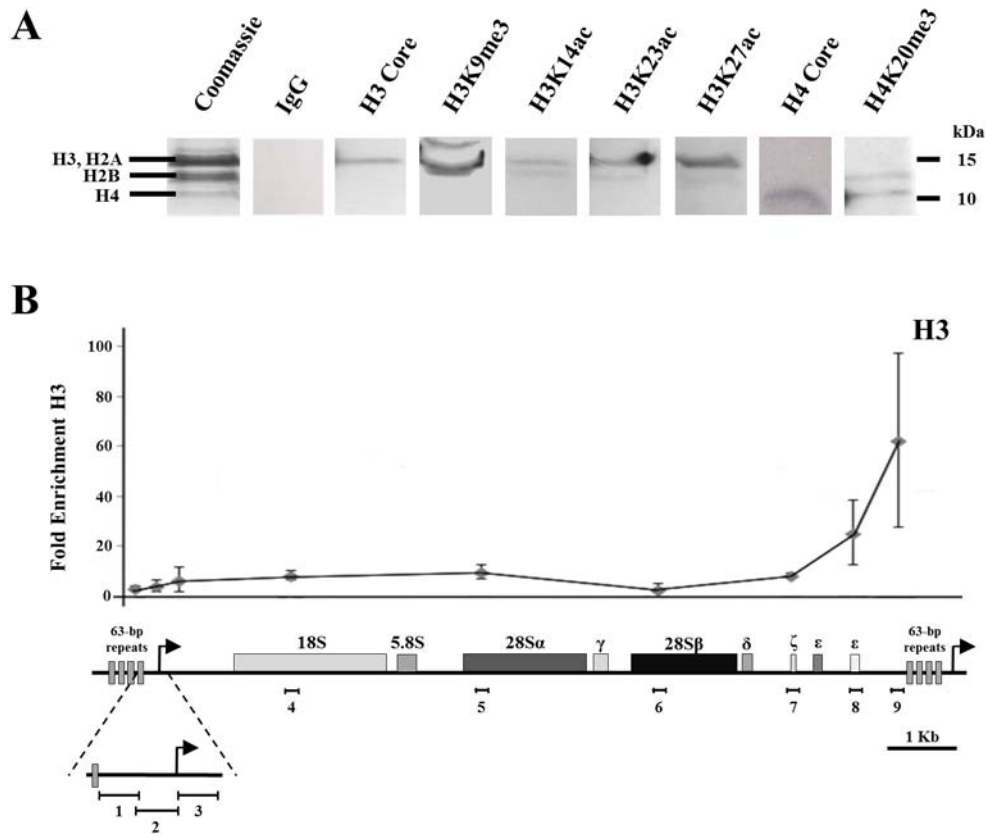 A
Coomassie
IgG
H3 Core
H3K9me3
H3K14ac
H3K23ac
H3K27ac
H4 Core
H4K20me3
kDa
H3, H2A
15
H2B
H4
10
B
H3
Fold Enrichment H3
100
80
60
40
20
0
63-bp repeats
18S
5.8S
28Sα
γ
28Sβ
δ
ζ
ε
ε
63-bp repeats
4
5
6
7
8
9
1 Kb
1
2
3